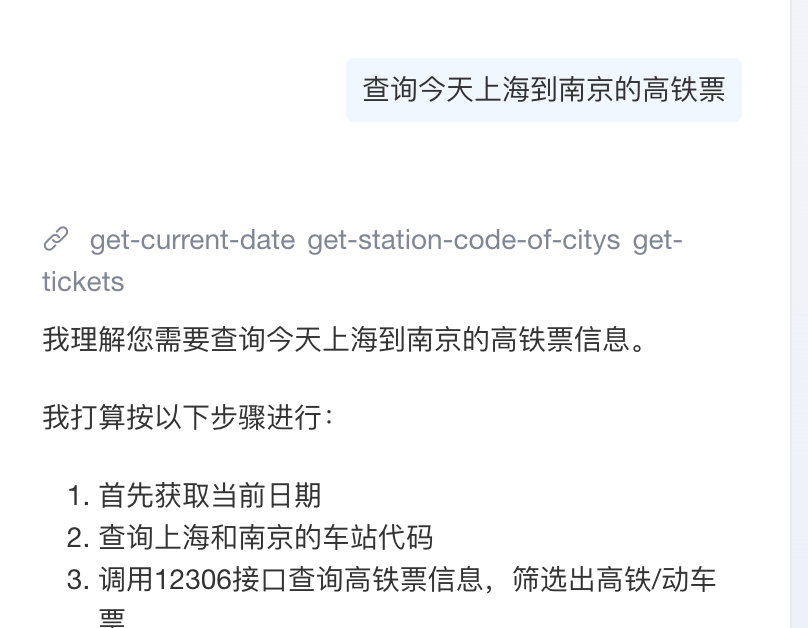 查询今天上海到南京的高铁票
get-current-date get-station-code-of-citys get-
tickets
我理解您需要查询今天上海到南京的高铁票信息。
我打算按以下步骤进行：
1. 首先获取当前日期
2. 查询上海和南京的车站代码
3. 调用12306接口查询高铁票信息，筛选出高铁/动车
票